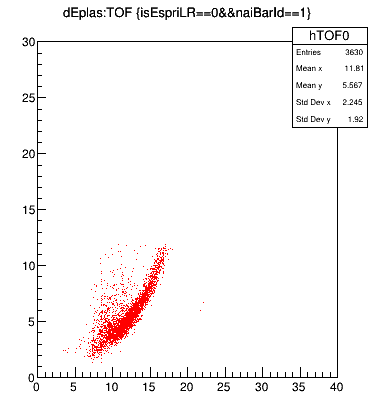 dEplas:TOF {isEspriLR==0&&naiBarId==1}
hTOF0
Entries 3630
Mean x 11.81
Mean y 5.567
Std Dev x 2.245
Std Dev y 1.92
30
25
20
15
10
5
0
0 5 10 15 20 25 30 35 40